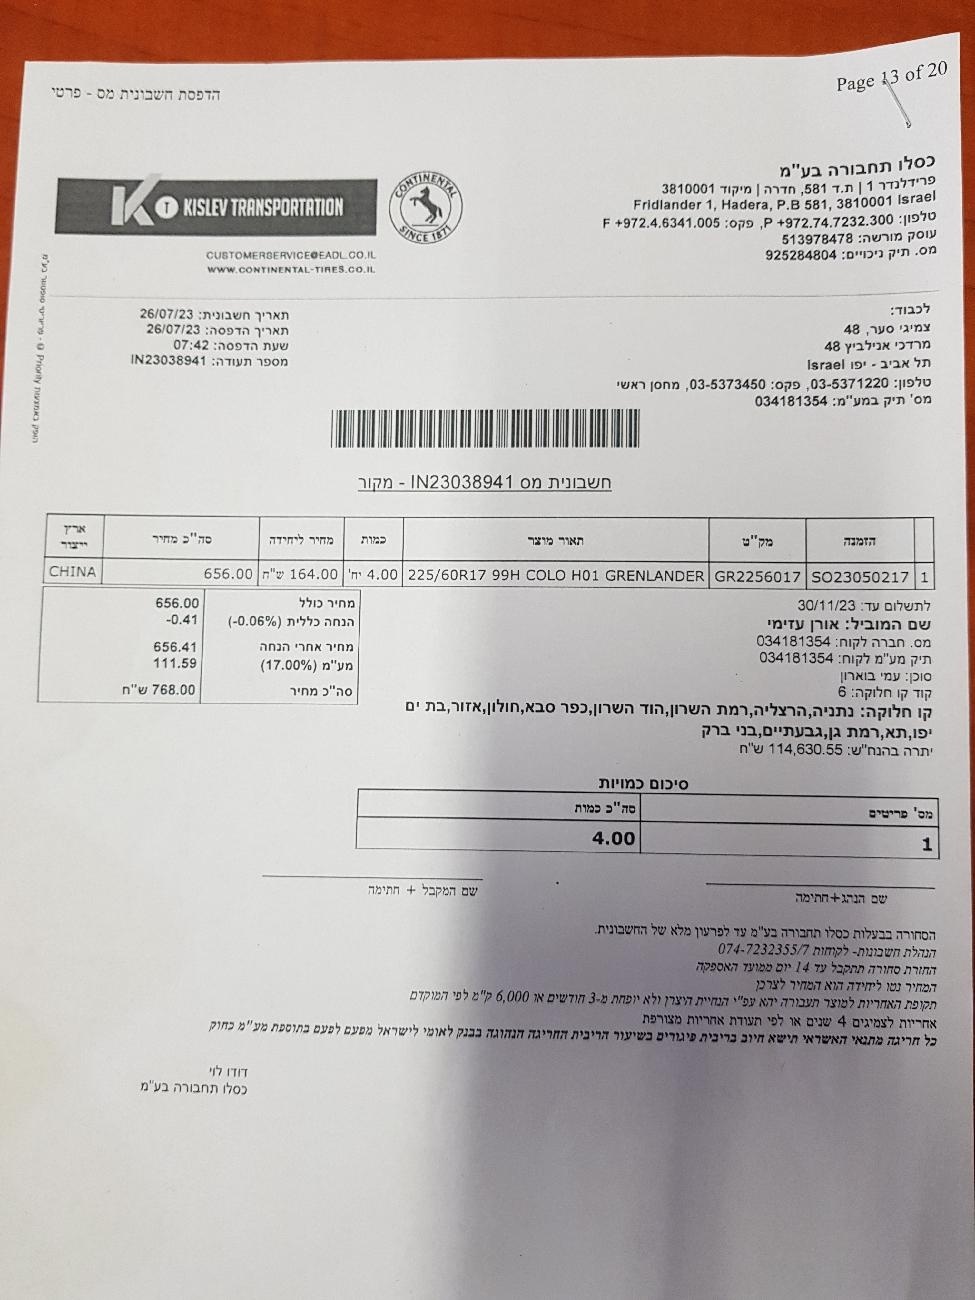 Page 13 of 20
הדפסת חשבונית מס - פרטי
כסלו תחבורה בע"מ
פרידלנדר 1 | ת.ד 581, חדרה | מיקוד 3810001
Fridlander 1, Hadera, P.B 581, 3810001 Israel
טלפון: P +972.74.7232.300, פקס: F +972.4.6341.005
עוסק מורשה: 513978478
מס. תיק ניכויים: 925284804
K T KISLEV TRANSPORTATION
CONTINENTAL SINCE 1871
CUSTOMERSERVICE@EADL.CO.IL
WWW.CONTINENTAL-TIRES.CO.IL
לכבוד:
צמיגי סער, 48
מרדכי אנילביץ 48
תל אביב - יפו Israel
טלפון: 03-5371220, פקס: 03-5373450, מחסן ראשי
מס' תיק במע"מ: 034181354
תאריך חשבונית: 26/07/23
תאריך הדפסה: 26/07/23
שעת הדפסה: 07:42
מספר תעודה: IN23038941
חשבונית מס IN23038941 - מקור
הזמנה מק"ט תאור מוצר כמות מחיר ליחידה סה"כ מחיר ארץ ייצור
1 SO23050217 GR2256017 225/60R17 99H COLO H01 GRENLANDER 4.00 יח' 164.00 ש"ח 656.00 CHINA
מחיר כולל 656.00
הנחה כללית (-0.06%) -0.41
מחיר אחרי הנחה 656.41
מע"מ (17.00%) 111.59
סה"כ מחיר 768.00 ש"ח
לתשלום עד: 30/11/23
שם המוביל: אורן עזימי
מס. חברה לקוח: 034181354
תיק מע"מ לקוח: 034181354
סוכן: עמי בוארון
קוד קו חלוקה: 6
קו חלוקה: נתניה,הרצליה,רמת השרון,הוד השרון,כפר סבא,חולון,אזור,בת ים
יפו,תא,רמת גן,גבעתיים,בני ברק
יתרה בהנח"ש: 114,630.55 ש"ח
סיכום כמויות
מס' פריטים סה"כ כמות
1 4.00
שם הנהג+חתימה שם המקבל + חתימה
הסחורה בבעלות כסלו תחבורה בע"מ עד לפרעון מלא של החשבונית.
הנהלת חשבונות- לקוחות 074-7232355/7
החזרת סחורה תתקבל עד 14 יום ממועד האספקה
המחיר נטו ליחידה הוא המחיר לצרכן
תקופת האחריות למוצר תעבורה יהא עפ"י הנחיית היצרן ולא יופחת מ-3 חודשים או 6,000 ק"מ לפי המוקדם
אחריות לצמיגים 4 שנים או לפי תעודת אחריות מצורפת
כל חריגה מתנאי האשראי תישא חיוב בריבית פיגורים בשיעור הריבית החריגה הנהוגה בבנק לאומי לישראל מפעם לפעם בתוספת מע"מ כחוק
דודו לוי
כסלו תחבורה בע"מ